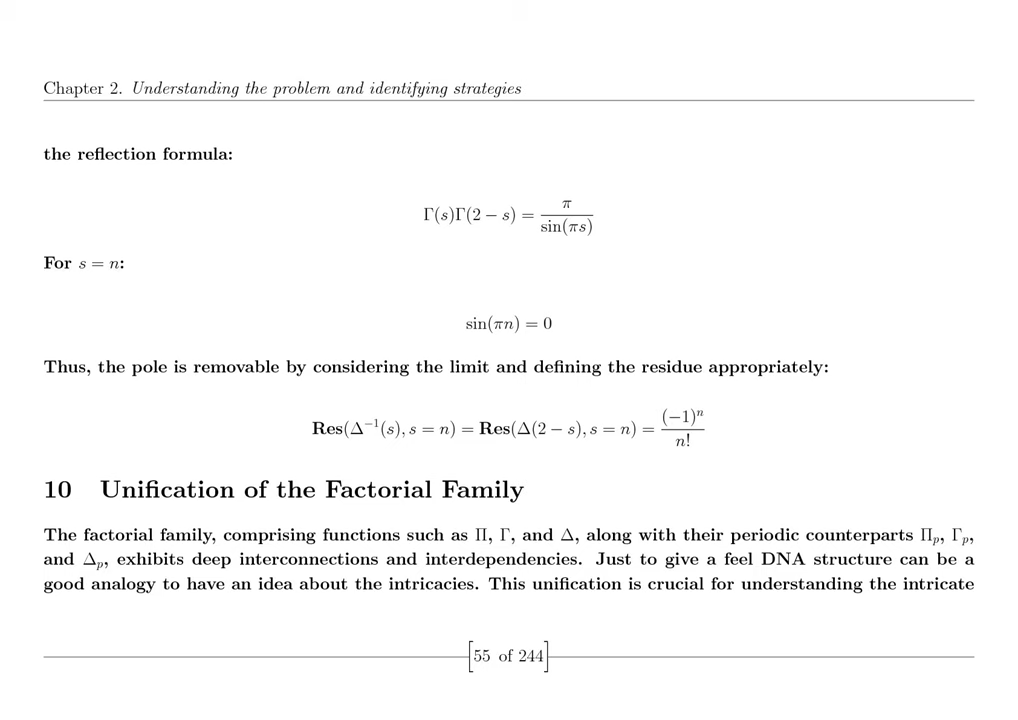 Chapter 2. Understanding the problem and identifying strategies
the reflection formula:
Γ(s)Γ(2 − s) = π / sin(πs)
For s = n:
sin(πn) = 0
Thus, the pole is removable by considering the limit and defining the residue appropriately:
Res(Δ⁻¹(s), s = n) = Res(Δ(2 − s), s = n) = (−1)ⁿ / n!
10 Unification of the Factorial Family
The factorial family, comprising functions such as Π, Γ, and Δ, along with their periodic counterparts Πₚ, Γₚ,
and Δₚ, exhibits deep interconnections and interdependencies. Just to give a feel DNA structure can be a
good analogy to have an idea about the intricacies. This unification is crucial for understanding the intricate
[55 of 244]